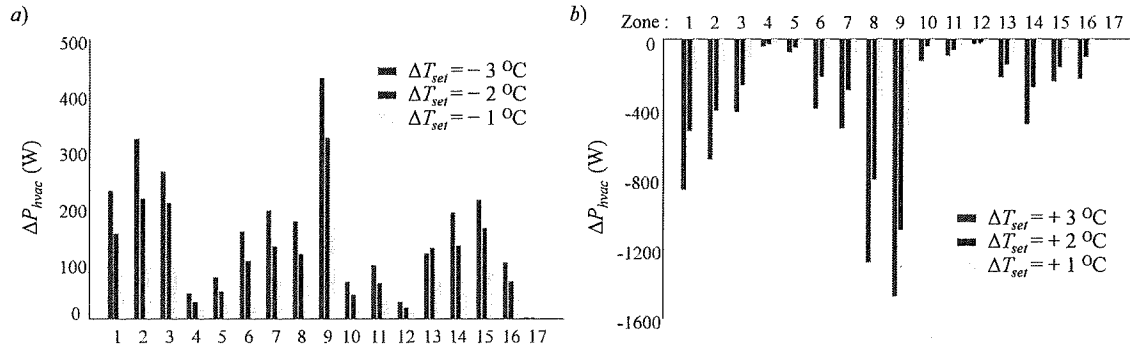 a)
500
400
300
200
100
0
ΔP_hvac (W)
ΔT_set = − 3 °C
ΔT_set = − 2 °C
ΔT_set = − 1 °C
1 2 3 4 5 6 7 8 9 10 11 12 13 14 15 16 17
b)
Zone : 1 2 3 4 5 6 7 8 9 10 11 12 13 14 15 16 17
0
-400
-800
-1200
-1600
ΔP_hvac (W)
ΔT_set = + 3 °C
ΔT_set = + 2 °C
ΔT_set = + 1 °C